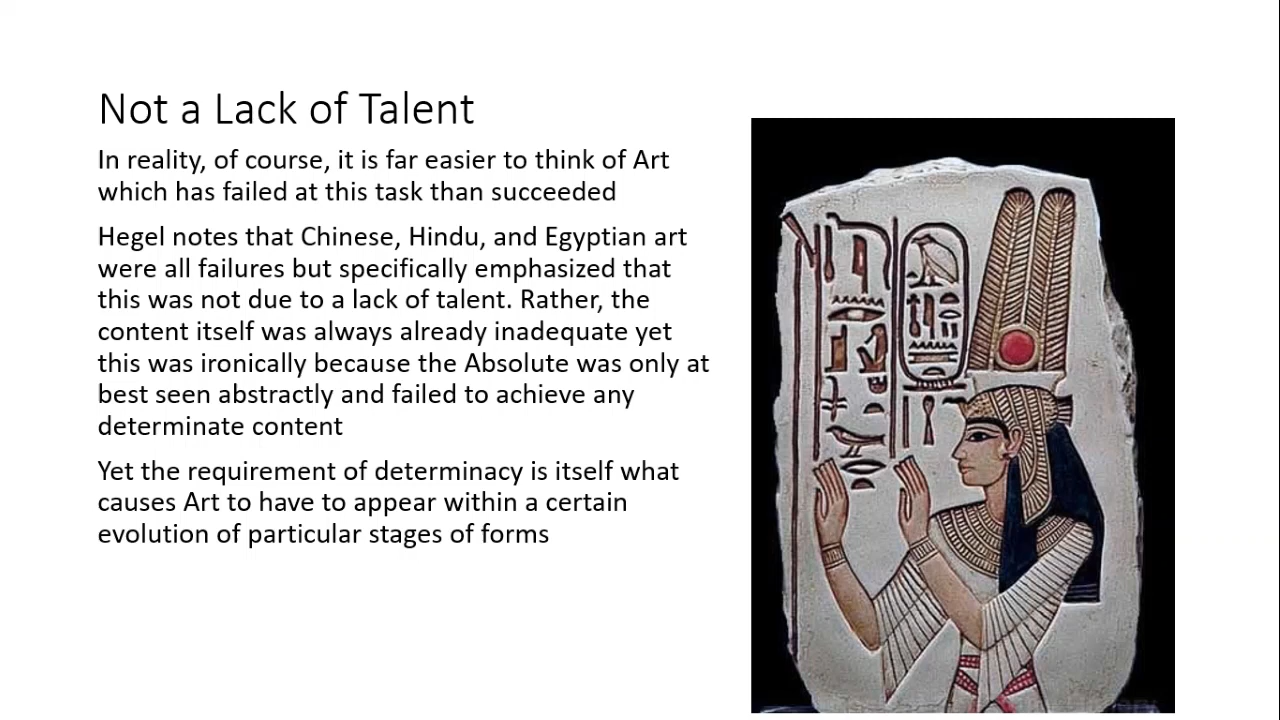 Not a Lack of Talent
In reality, of course, it is far easier to think of Art
which has failed at this task than succeeded
Hegel notes that Chinese, Hindu, and Egyptian art
were all failures but specifically emphasized that
this was not due to a lack of talent. Rather, the
content itself was always already inadequate yet
this was ironically because the Absolute was only at
best seen abstractly and failed to achieve any
determinate content
Yet the requirement of determinacy is itself what
causes Art to have to appear within a certain
evolution of particular stages of forms